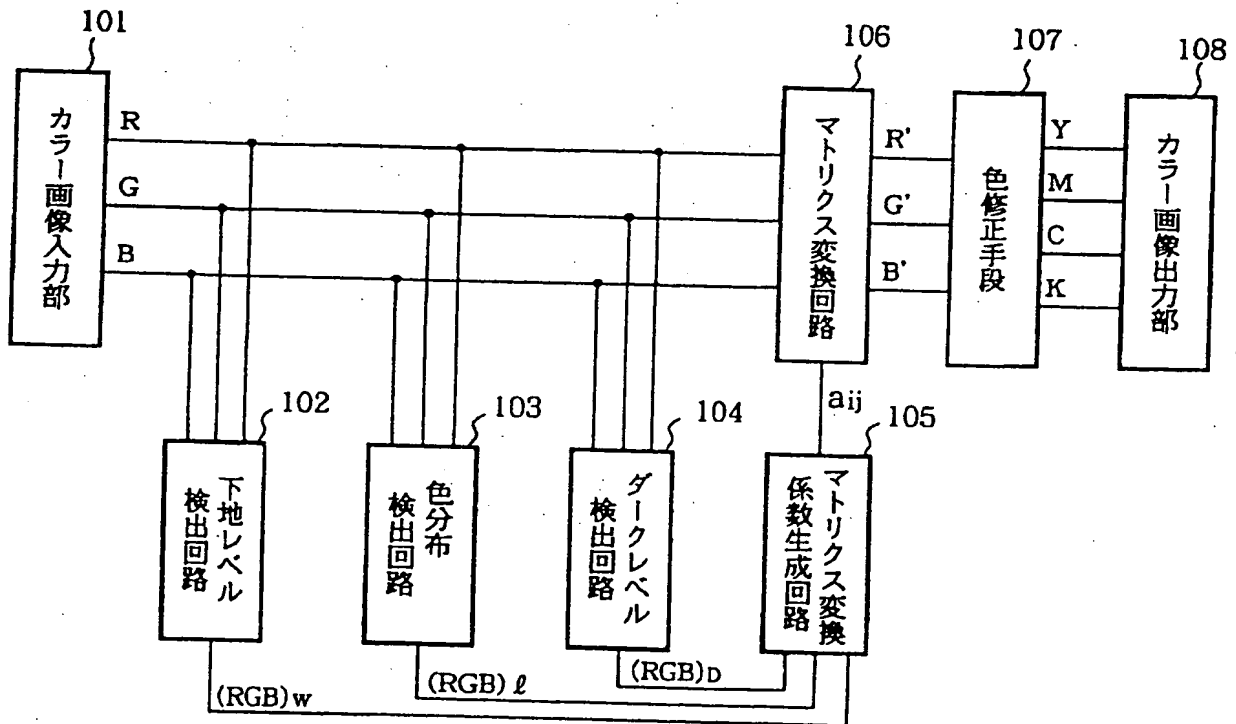 101
カラー画像入力部
R
G
B
106
マトリクス変換回路
R'
G'
B'
107
色修正手段
Y
M
C
K
108
カラー画像出力部
102
下地レベル
検出回路
103
色分布
検出回路
104
ダークレベル
検出回路
aij
105
マトリクス変換
係数生成回路
(RGB)w
(RGB)ℓ
(RGB)D